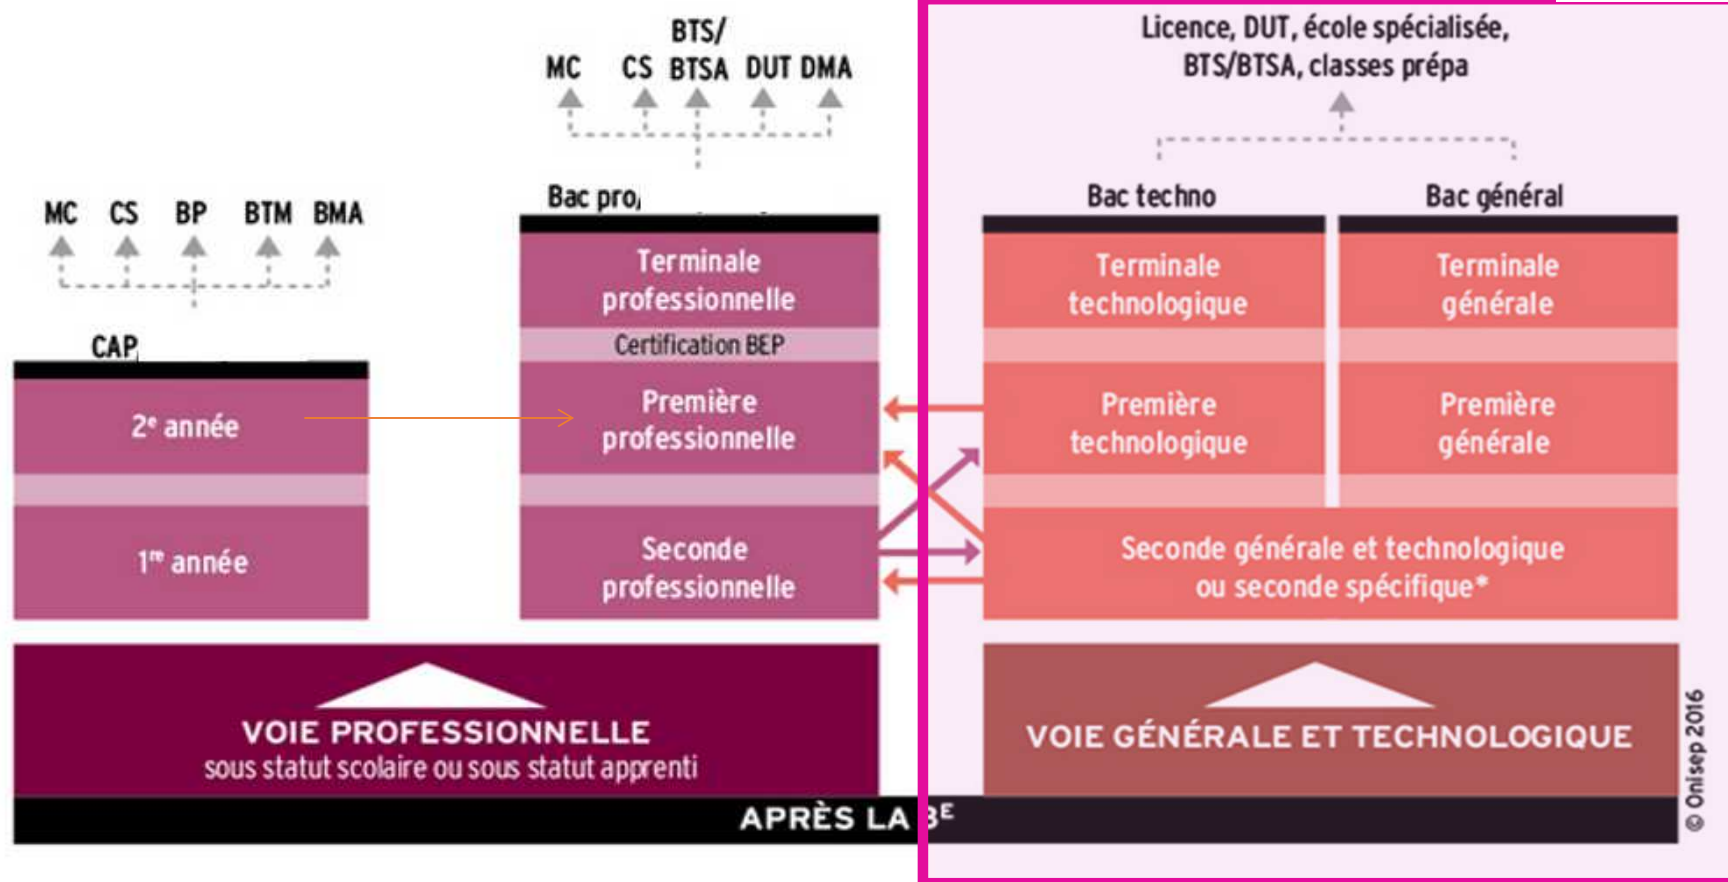 BTS/
MC CS BTSA DUT DMA
Bac pro
Terminale
professionnelle
Certification BEP
Première
professionnelle
Seconde
professionnelle
MC CS BP BTM BMA
CAP
2e année
1re année
VOIE PROFESSIONNELLE
sous statut scolaire ou sous statut apprenti
Licence, DUT, école spécialisée,
BTS/BTSA, classes prépa
Bac techno
Bac général
Terminale
technologique
Terminale
générale
Première
technologique
Première
générale
Seconde générale et technologique
ou seconde spécifique*
VOIE GÉNÉRALE ET TECHNOLOGIQUE
APRÈS LA 3E
© Onisep 2016